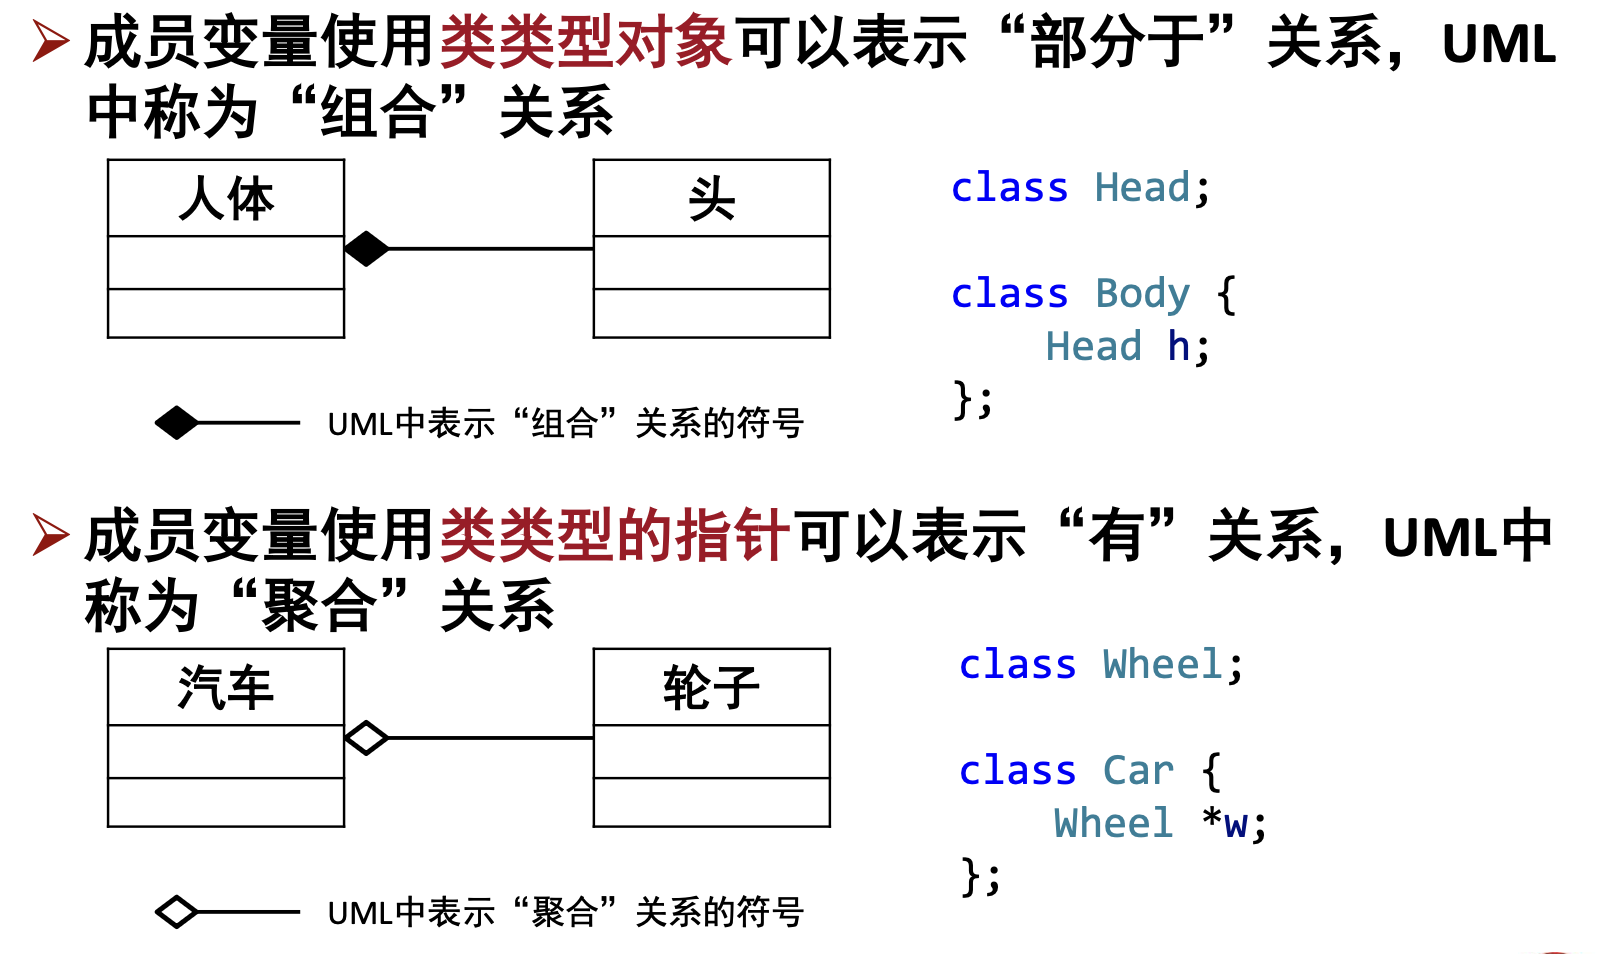 成员变量使用类类型对象可以表示“部分于”关系，UML
中称为“组合”关系
人体
头
class Head;
class Body {
Head h;
};
UML中表示“组合”关系的符号
成员变量使用类类型的指针可以表示“有”关系，UML中
称为“聚合”关系
汽车
轮子
class Wheel;
class Car {
Wheel *w;
};
UML中表示“聚合”关系的符号